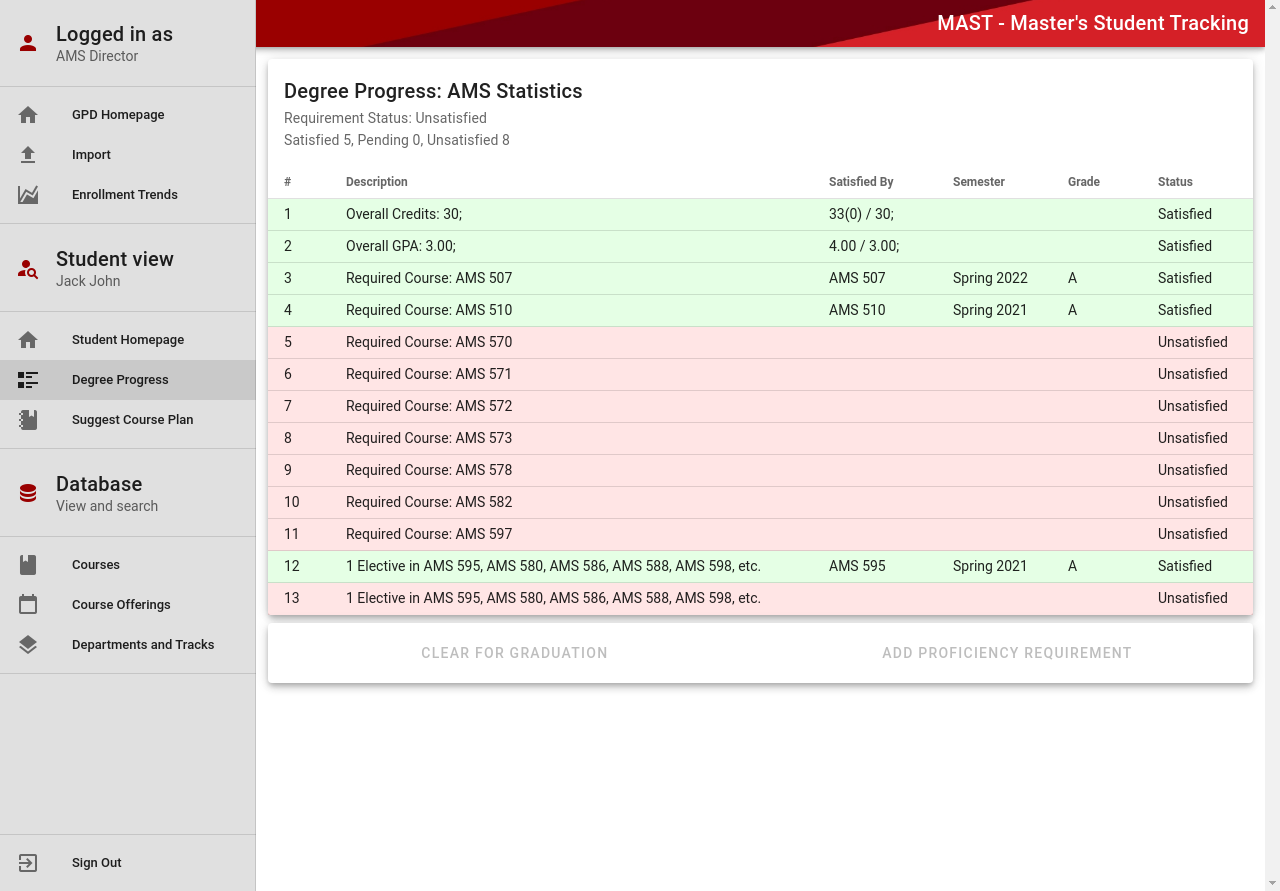 Logged in as
AMS Director
GPD Homepage
Import
Enrollment Trends
Student view
Jack John
Student Homepage
Degree Progress
Suggest Course Plan
Database
View and search
Courses
Course Offerings
Departments and Tracks
Sign Out
MAST - Master's Student Tracking
Degree Progress: AMS Statistics
Requirement Status: Unsatisfied
Satisfied 5, Pending 0, Unsatisfied 8
# Description Satisfied By Semester Grade Status
1 Overall Credits: 30; 33(0) / 30; Satisfied
2 Overall GPA: 3.00; 4.00 / 3.00; Satisfied
3 Required Course: AMS 507 AMS 507 Spring 2022 A Satisfied
4 Required Course: AMS 510 AMS 510 Spring 2021 A Satisfied
5 Required Course: AMS 570 Unsatisfied
6 Required Course: AMS 571 Unsatisfied
7 Required Course: AMS 572 Unsatisfied
8 Required Course: AMS 573 Unsatisfied
9 Required Course: AMS 578 Unsatisfied
10 Required Course: AMS 582 Unsatisfied
11 Required Course: AMS 597 Unsatisfied
12 1 Elective in AMS 595, AMS 580, AMS 586, AMS 588, AMS 598, etc. AMS 595 Spring 2021 A Satisfied
13 1 Elective in AMS 595, AMS 580, AMS 586, AMS 588, AMS 598, etc. Unsatisfied
CLEAR FOR GRADUATION ADD PROFICIENCY REQUIREMENT